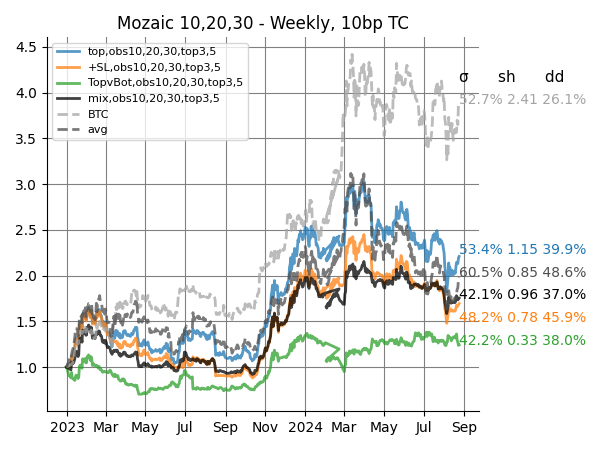 Mozaic 10,20,30 - Weekly, 10bp TC
top,obs10,20,30,top3,5
+SL,obs10,20,30,top3,5
TopvBot,obs10,20,30,top3,5
mix,obs10,20,30,top3,5
BTC
avg
4.5
4.0
3.5
3.0
2.5
2.0
1.5
1.0
σ sh dd
52.7% 2.41 26.1%
53.4% 1.15 39.9%
60.5% 0.85 48.6%
42.1% 0.96 37.0%
48.2% 0.78 45.9%
42.2% 0.33 38.0%
2023 Mar May Jul Sep Nov 2024 Mar May Jul Sep